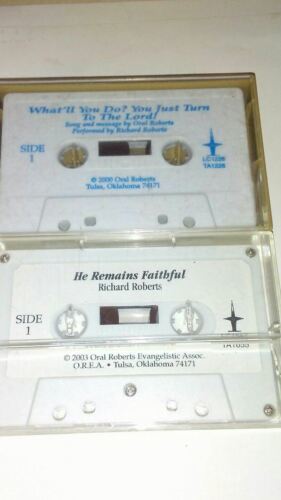 What'll You Do? You Just Turn
To The Lord!
Song and message by Oral Roberts
Performed by Richard Roberts
SIDE
1
LC1226
TA1226
© 2000 Oral Roberts
Tulsa, Oklahoma 74171
He Remains Faithful
Richard Roberts
SIDE
1
© 2003 Oral Roberts Evangelistic Assoc.
O.R.E.A. • Tulsa, Oklahoma 74171